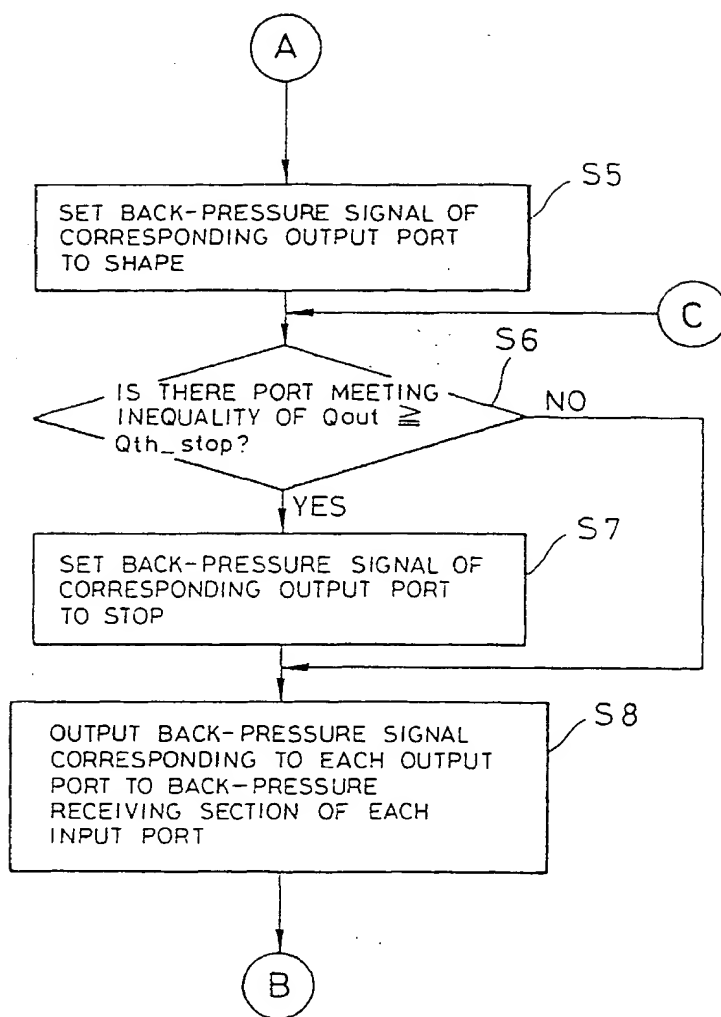 A
S5
SET BACK-PRESSURE SIGNAL OF
CORRESPONDING OUTPUT PORT
TO SHAPE
C
S6
IS THERE PORT MEETING
INEQUALITY OF Qout ≧
Qth_stop?
NO
YES
S7
SET BACK-PRESSURE SIGNAL OF
CORRESPONDING OUTPUT PORT
TO STOP
S8
OUTPUT BACK-PRESSURE SIGNAL
CORRESPONDING TO EACH OUTPUT
PORT TO BACK-PRESSURE
RECEIVING SECTION OF EACH
INPUT PORT
B